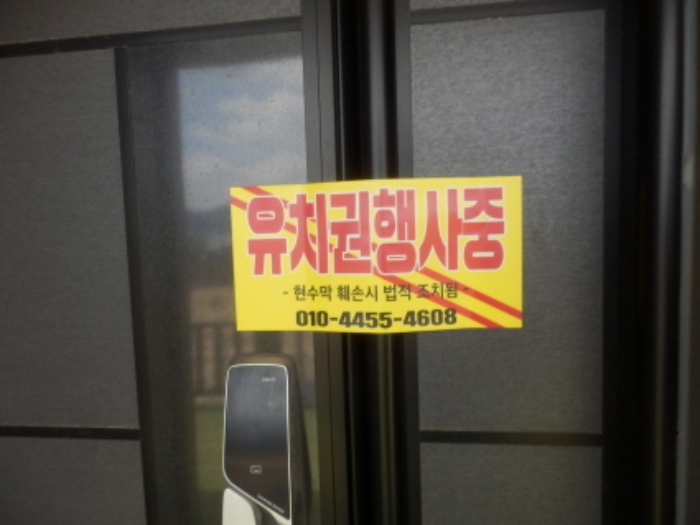 유치권행사중
- 현수막 훼손시 법적 조치됨 -
010-4455-4608